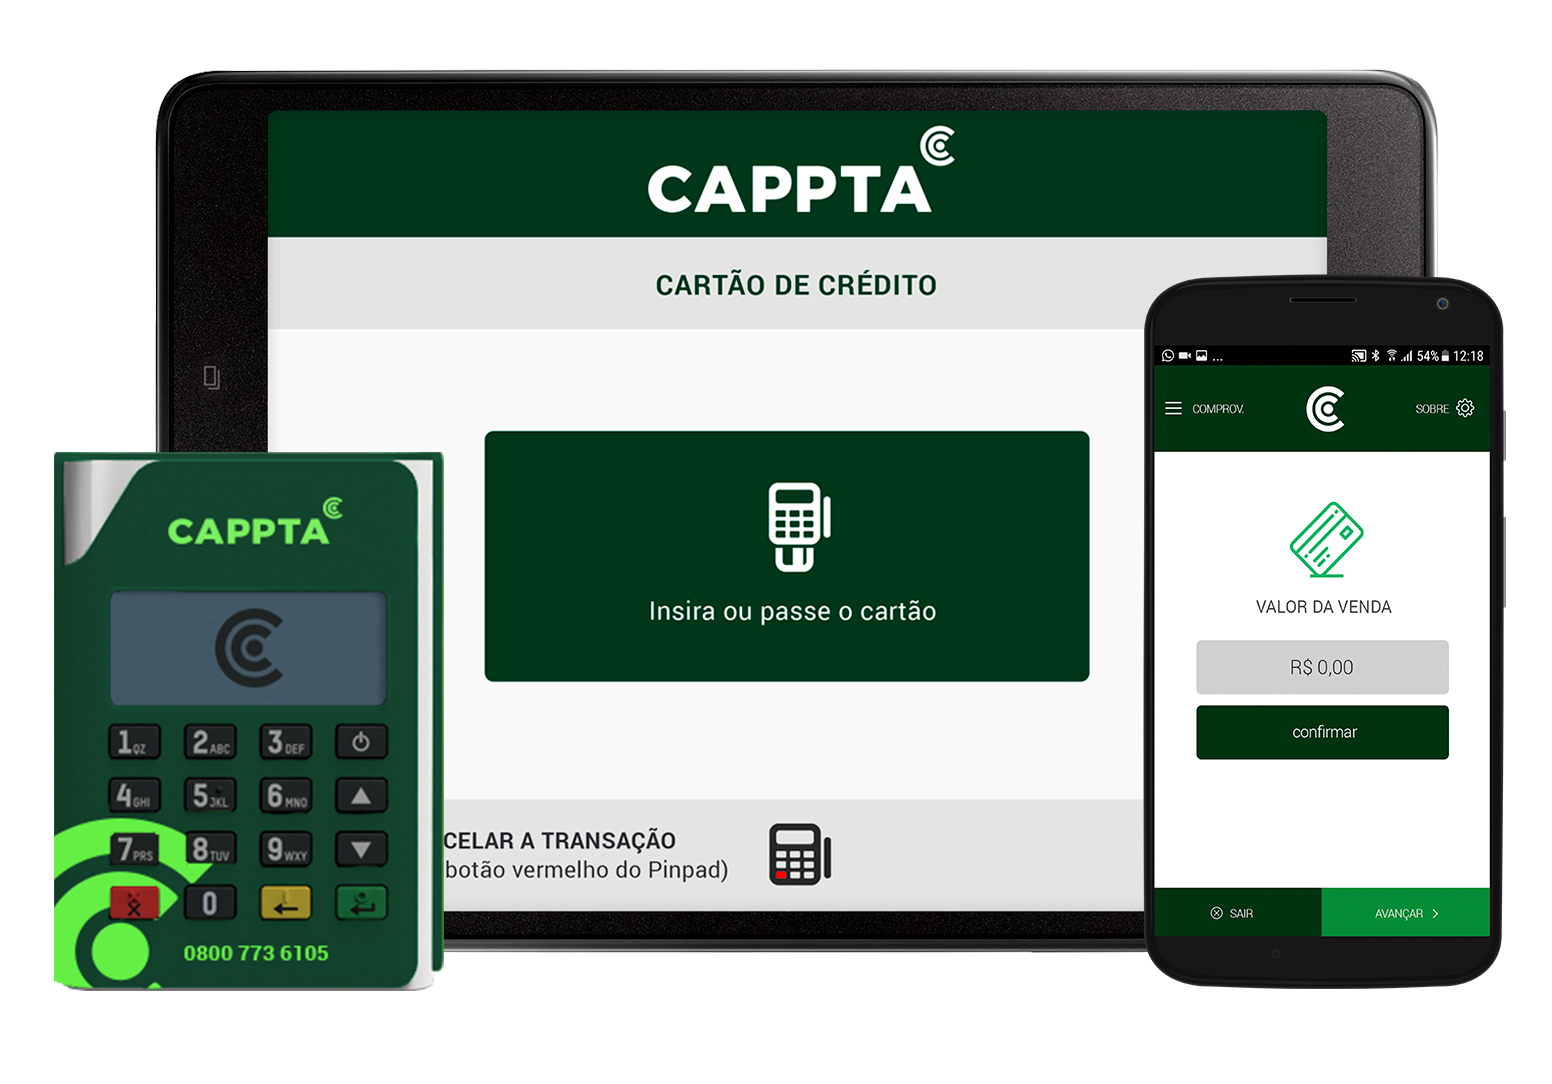 CAPPTA
CARTÃO DE CRÉDITO
Insira ou passe o cartão
CELAR A TRANSAÇÃO
botão vermelho do Pinpad)
CAPPTA
1 QZ 2 ABC 3 DEF
4 GHI 5 JKL 6 MNO
7 PRS 8 TUV 9 WXY
0
0800 773 6105
... 54% 12:18
COMPROV. SOBRE
VALOR DA VENDA
R$ 0,00
confirmar
SAIR AVANÇAR >